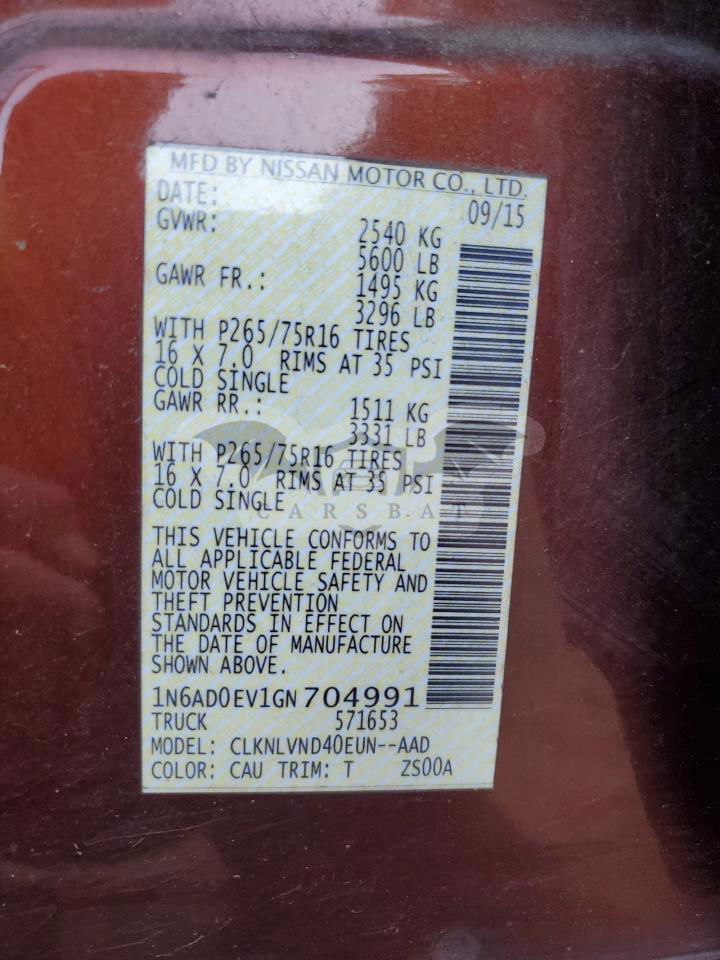 MFD BY NISSAN MOTOR CO., LTD.
DATE: 09/15
GVWR: 2540 KG
5600 LB
GAWR FR.: 1495 KG
3296 LB
WITH P265/75R16 TIRES
16 X 7.0 RIMS AT 35 PSI
COLD SINGLE
GAWR RR.: 1511 KG
3331 LB
WITH P265/75R16 TIRES
16 X 7.0 RIMS AT 35 PSI
COLD SINGLE
CARSBAT
THIS VEHICLE CONFORMS TO
ALL APPLICABLE FEDERAL
MOTOR VEHICLE SAFETY AND
THEFT PREVENTION
STANDARDS IN EFFECT ON
THE DATE OF MANUFACTURE
SHOWN ABOVE.
1N6AD0EV1GN704991
TRUCK 571653
MODEL: CLKNLVND40EUN--AAD
COLOR: CAU TRIM: T ZS00A